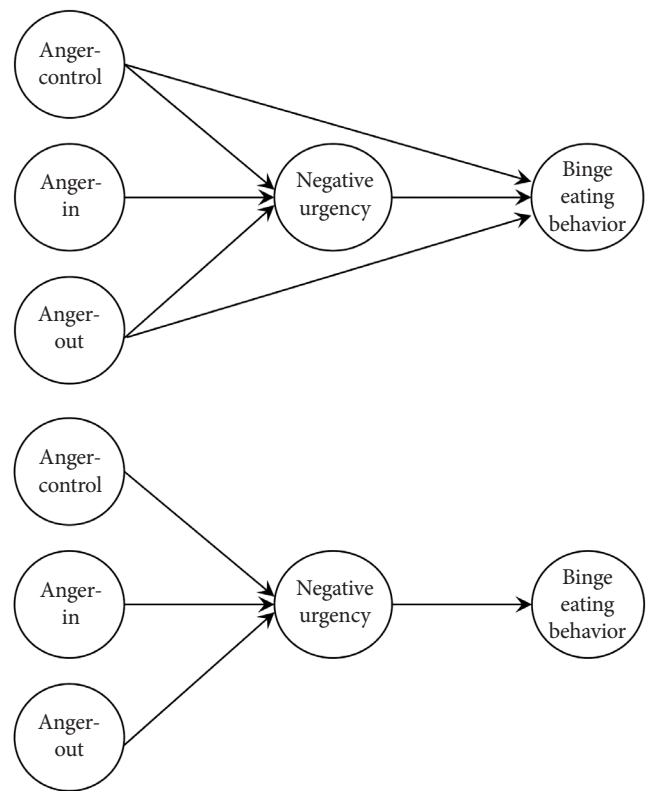 Anger-
control
Anger-
in
Negative
urgency
Binge
eating
behavior
Anger-
out
Anger-
control
Anger-
in
Negative
urgency
Binge
eating
behavior
Anger-
out